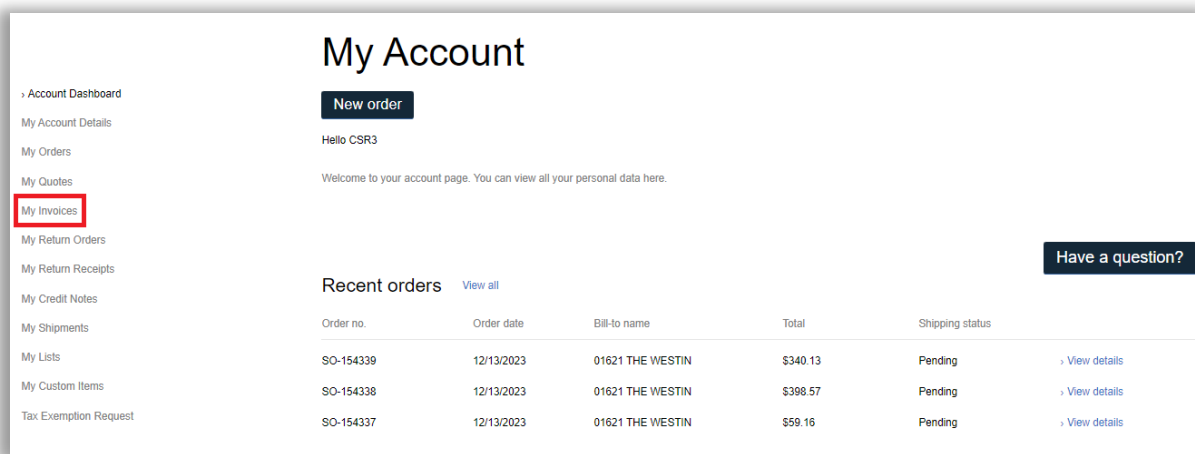 My Account
› Account Dashboard
My Account Details
My Orders
My Quotes
My Invoices
My Return Orders
My Return Receipts
My Credit Notes
My Shipments
My Lists
My Custom Items
Tax Exemption Request
New order
Hello CSR3
Welcome to your account page. You can view all your personal data here.
Have a question?
Recent orders View all
Order no. Order date Bill-to name Total Shipping status
SO-154339 12/13/2023 01621 THE WESTIN $340.13 Pending › View details
SO-154338 12/13/2023 01621 THE WESTIN $398.57 Pending › View details
SO-154337 12/13/2023 01621 THE WESTIN $59.16 Pending › View details